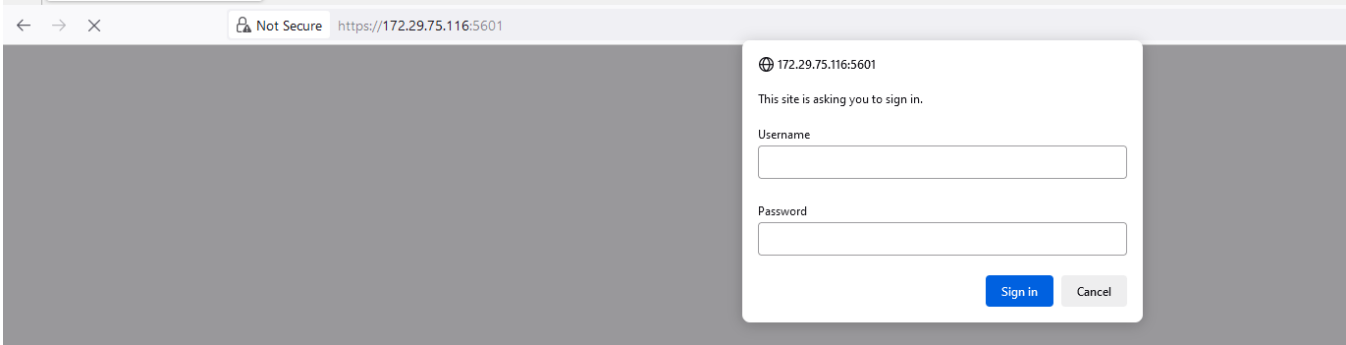 Not Secure https://172.29.75.116:5601
172.29.75.116:5601
This site is asking you to sign in.
Username
Password
Sign in Cancel